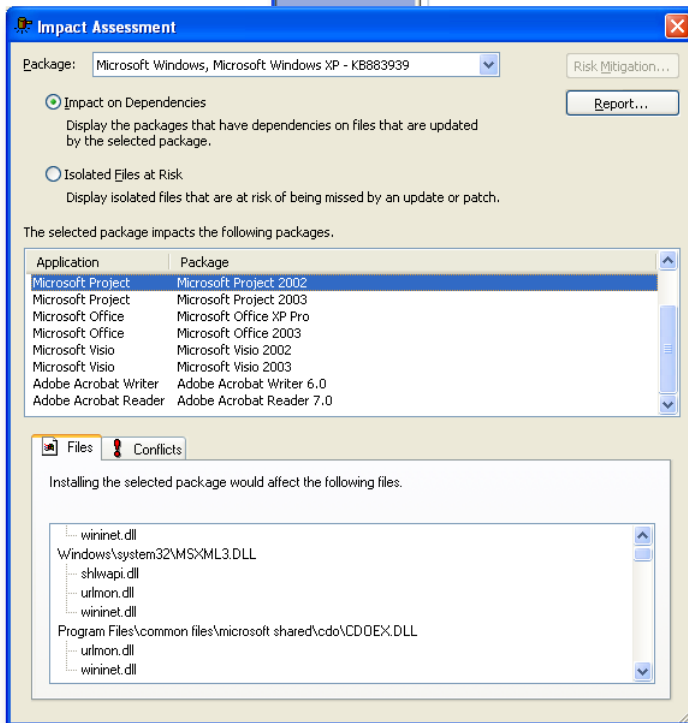 Impact Assessment
Package: Microsoft Windows, Microsoft Windows XP - KB883939
Risk Mitigation...
Impact on Dependencies
Report...
Display the packages that have dependencies on files that are updated
by the selected package.
Isolated Files at Risk
Display isolated files that are at risk of being missed by an update or patch.
The selected package impacts the following packages.
Application Package
Microsoft Project Microsoft Project 2002
Microsoft Project Microsoft Project 2003
Microsoft Office Microsoft Office XP Pro
Microsoft Office Microsoft Office 2003
Microsoft Visio Microsoft Visio 2002
Microsoft Visio Microsoft Visio 2003
Adobe Acrobat Writer Adobe Acrobat Writer 6.0
Adobe Acrobat Reader Adobe Acrobat Reader 7.0
Files Conflicts
Installing the selected package would affect the following files.
wininet.dll
Windows\system32\MSXML3.DLL
shlwapi.dll
urlmon.dll
wininet.dll
Program Files\common files\microsoft shared\cdo\CDOEX.DLL
urlmon.dll
wininet.dll